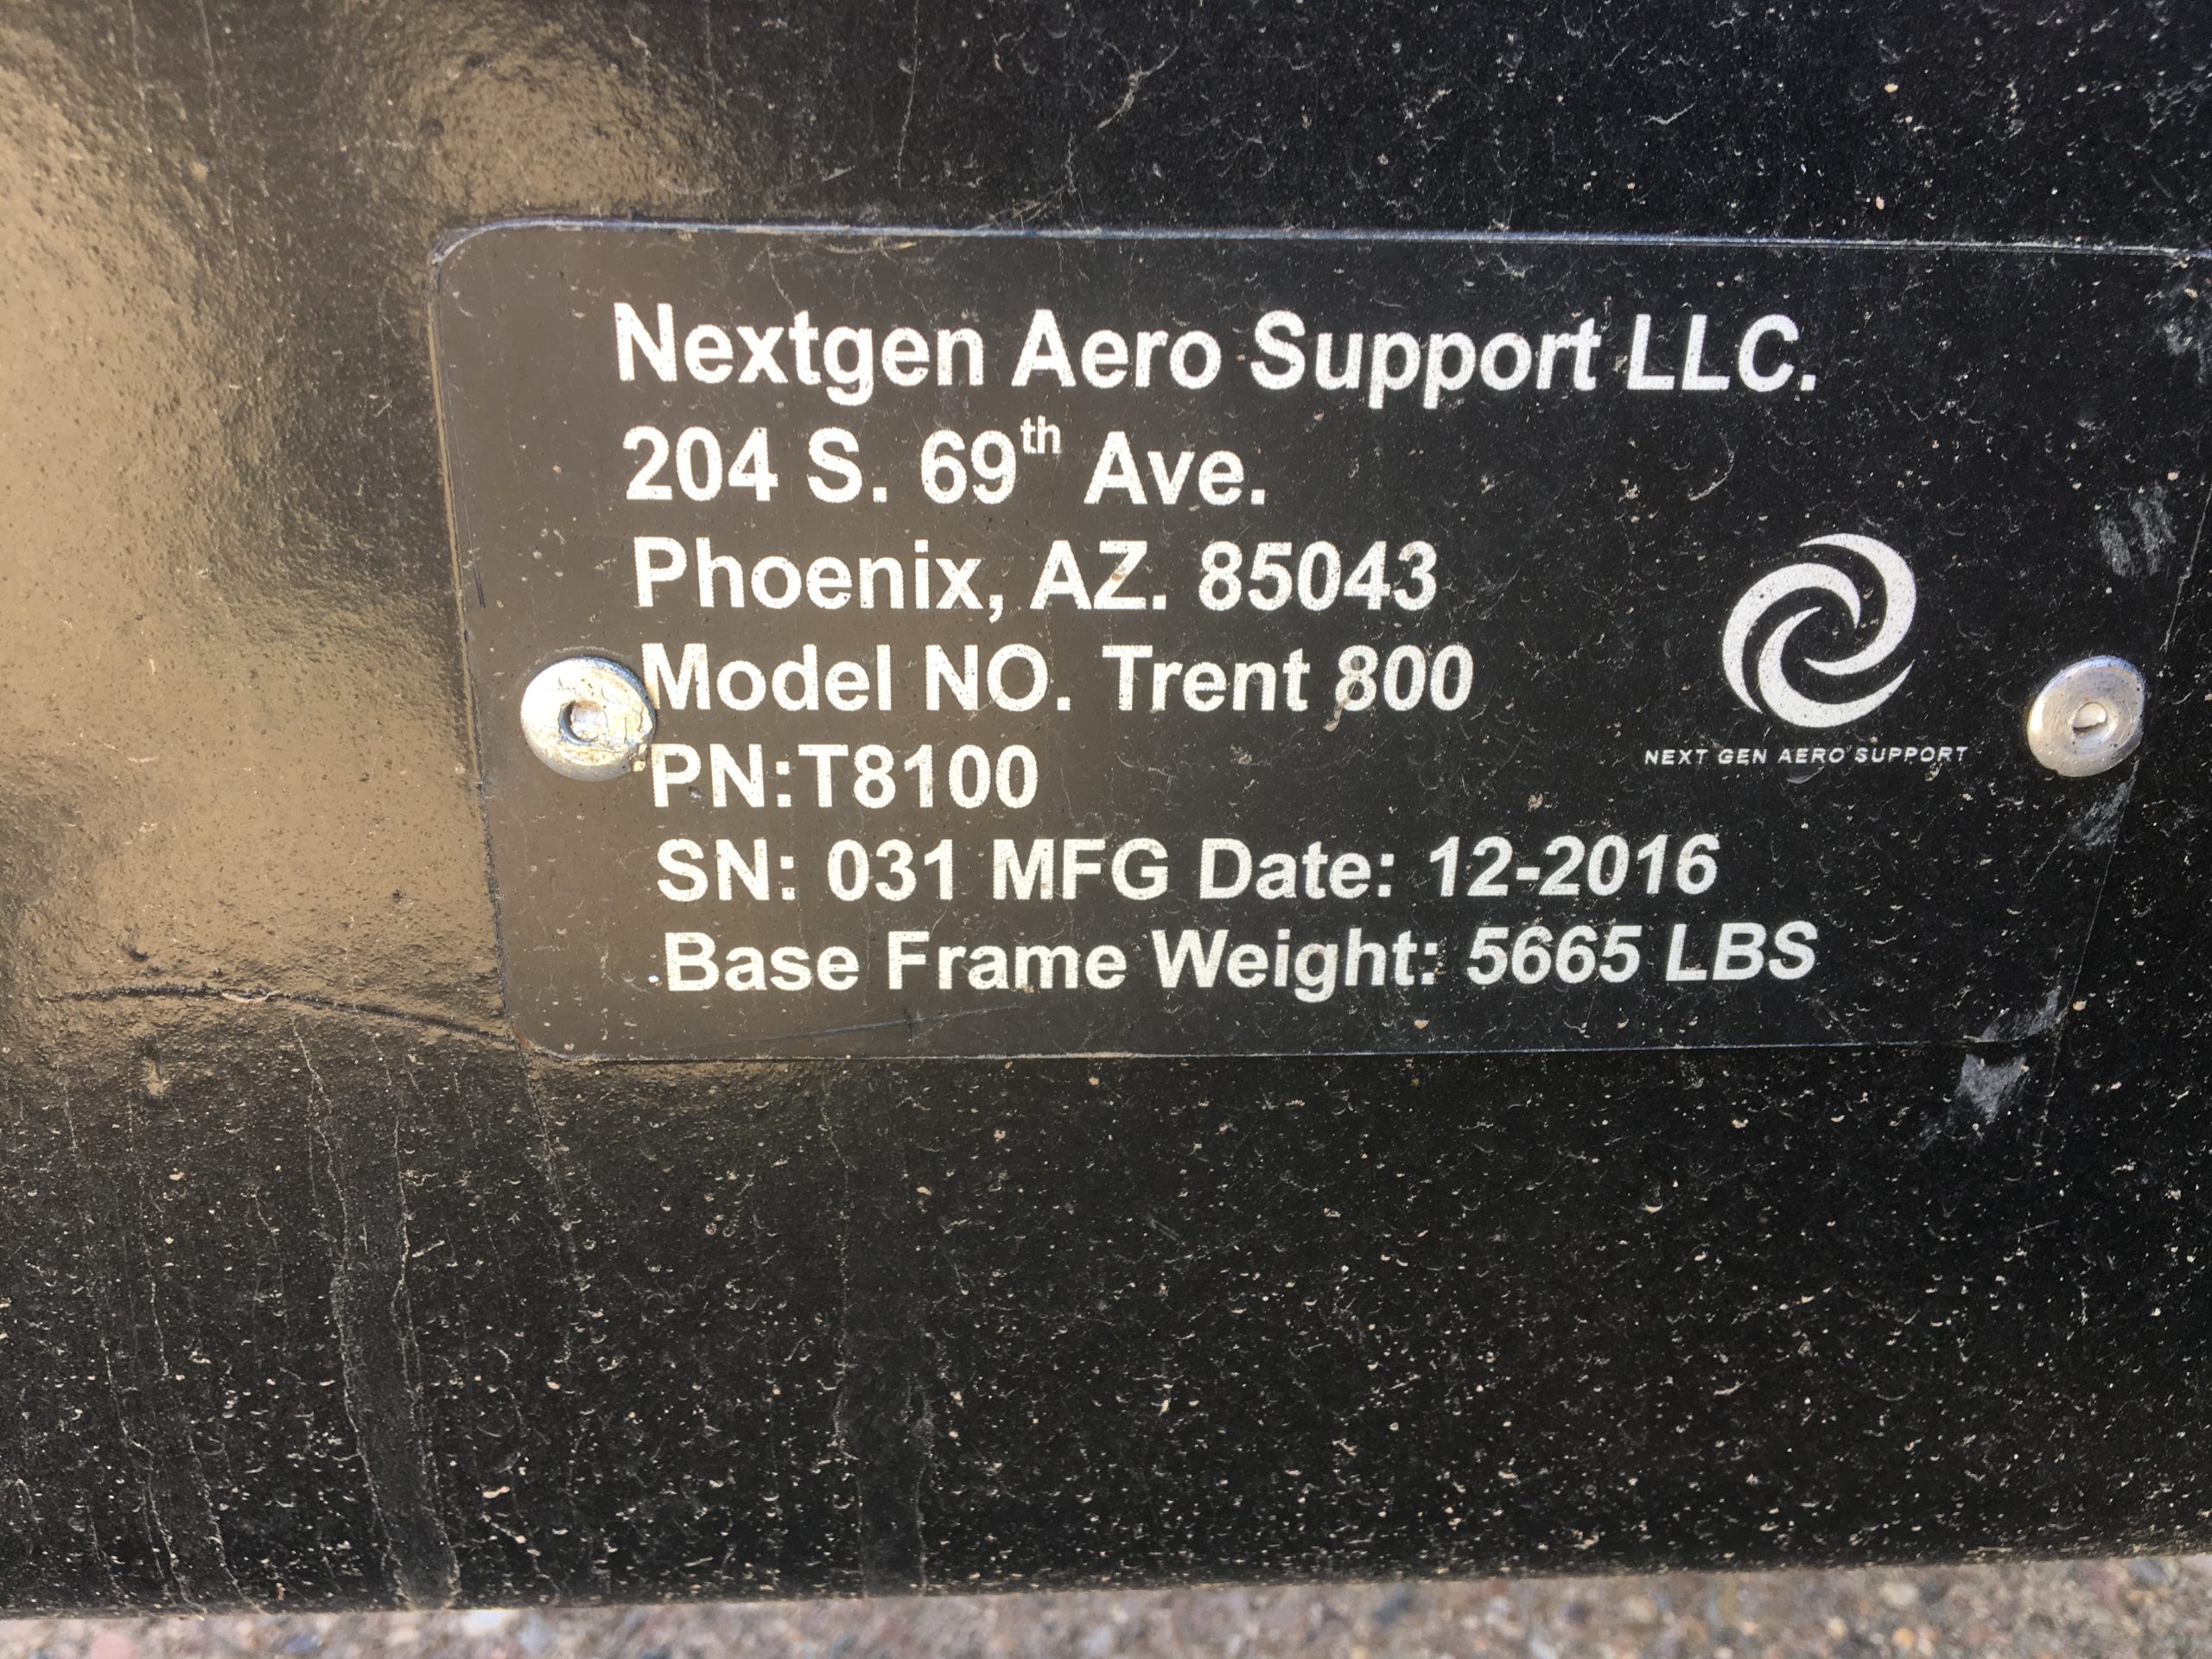 Nextgen Aero Support LLC.
204 S. 69th Ave.
Phoenix, AZ. 85043
Model NO. Trent 800
PN:T8100
SN: 031 MFG Date: 12-2016
Base Frame Weight: 5665 LBS
NEXT GEN AERO SUPPORT